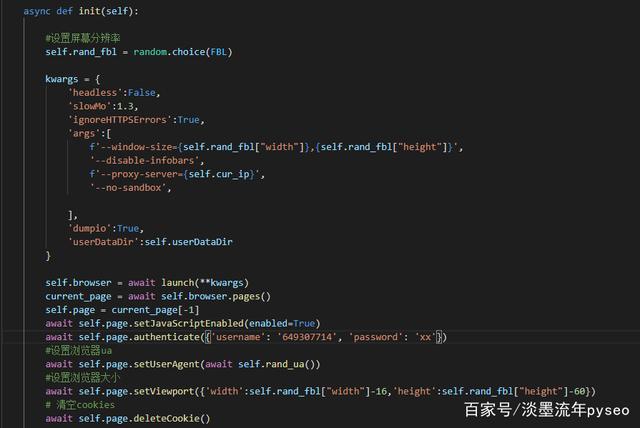 async def init(self):
#设置屏幕分辨率
self.rand_fbl = random.choice(FBL)
kwargs = {
'headless':False,
'slowMo':1.3,
'ignoreHTTPSErrors':True,
'args':[
f'--window-size={self.rand_fbl["width"]},{self.rand_fbl["height"]}',
'--disable-infobars',
f'--proxy-server={self.cur_ip}',
'--no-sandbox',
],
'dumpio':True,
'userDataDir':self.userDataDir
}
self.browser = await launch(**kwargs)
current_page = await self.browser.pages()
self.page = current_page[-1]
await self.page.setJavaScriptEnabled(enabled=True)
await self.page.authenticate({'username': '649307714', 'password': 'xx'})
#设置浏览器ua
await self.page.setUserAgent(await self.rand_ua())
#设置浏览器大小
await self.page.setViewport({'width':self.rand_fbl["width"]-16,'height':self.rand_fbl["height"]-60})
# 清空cookies
await self.page.deleteCookie()
百家号/淡墨流年pyseo